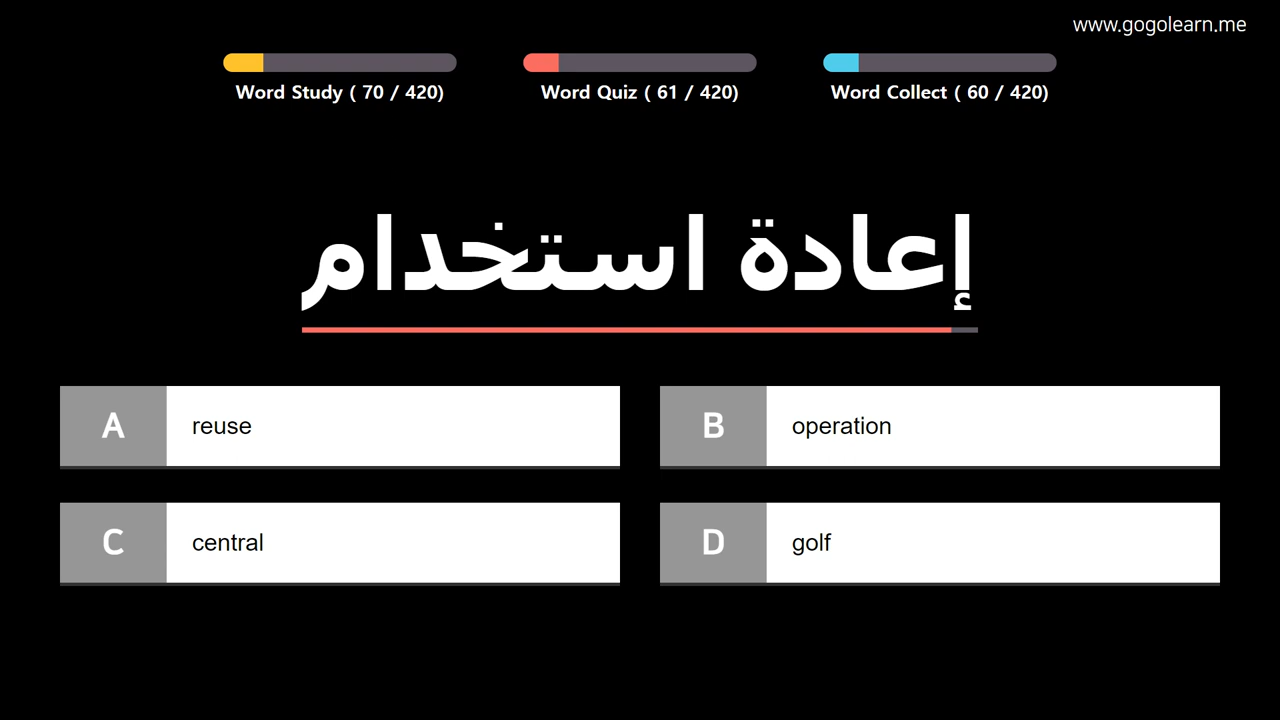 www.gogolearn.me
Word Study ( 70 / 420)
Word Quiz ( 61 / 420)
Word Collect ( 60 / 420)
إعادة استخدام
A reuse
B operation
C central
D golf